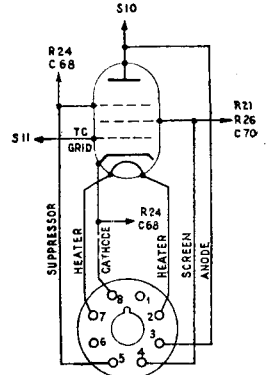 S10
R24
C68
R21
R26
C70
S11
TC
GRID
R24
C68
SUPPRESSOR
HEATER
CATHODE
HEATER
SCREEN
ANODE
8
1
7
2
6
3
5
4